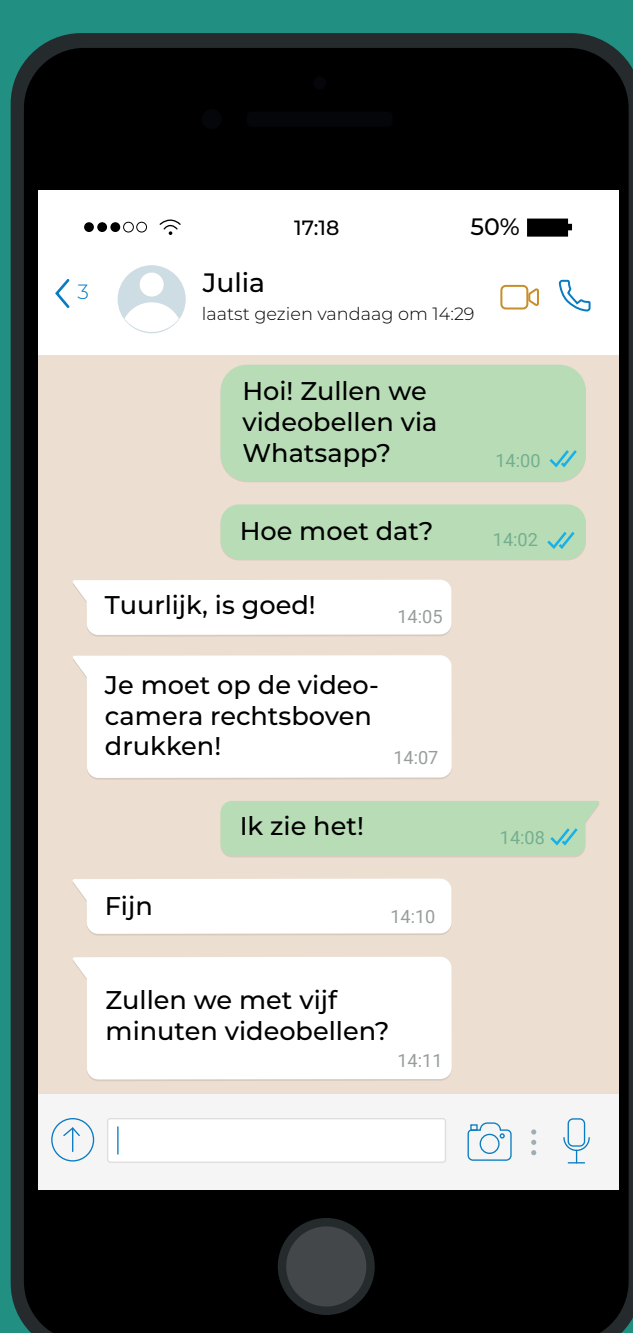 17:18
50%
3
Julia
laatst gezien vandaag om 14:29
Hoi! Zullen we
videobellen via
Whatsapp?
14:00
Hoe moet dat?
14:02
Tuurlijk, is goed!
14:05
Je moet op de video-
camera rechtsboven
drukken!
14:07
Ik zie het!
14:08
Fijn
14:10
Zullen we met vijf
minuten videobellen?
14:11